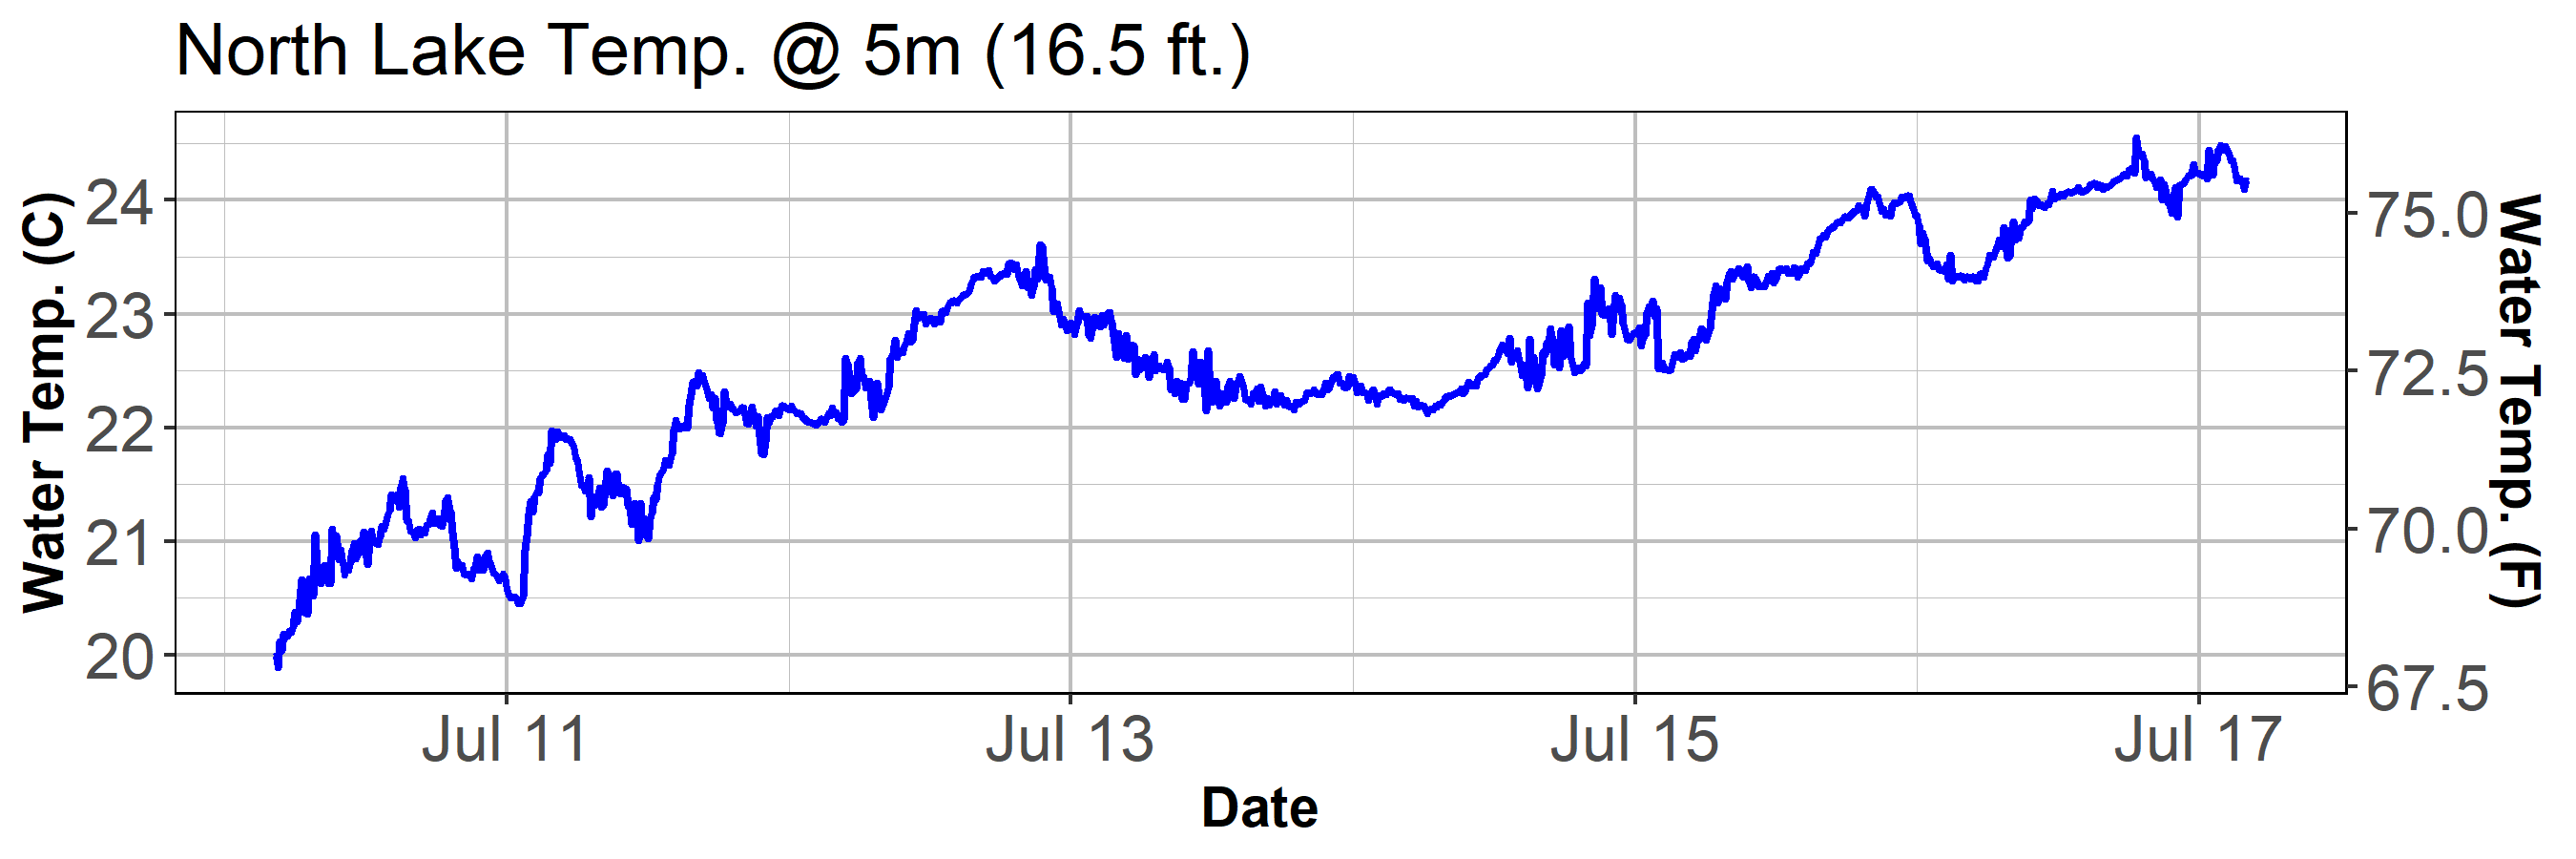 North Lake Temp. @ 5m (16.5 ft.)
Water Temp. (C)
24
23
22
21
20
75.0
72.5
70.0
67.5
Water Temp. (F)
Jul 11 Jul 13 Jul 15 Jul 17
Date